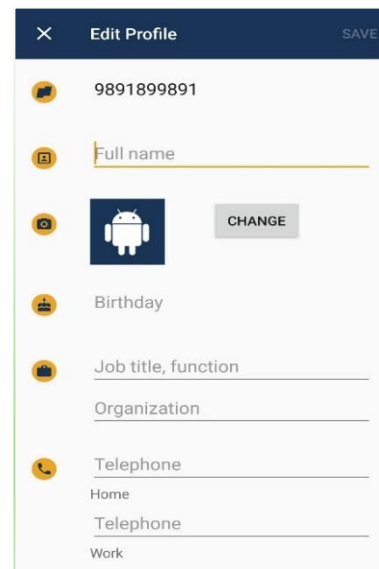 Edit Profile SAVE
9891899891
Full name
CHANGE
Birthday
Job title, function
Organization
Telephone
Home
Telephone
Work